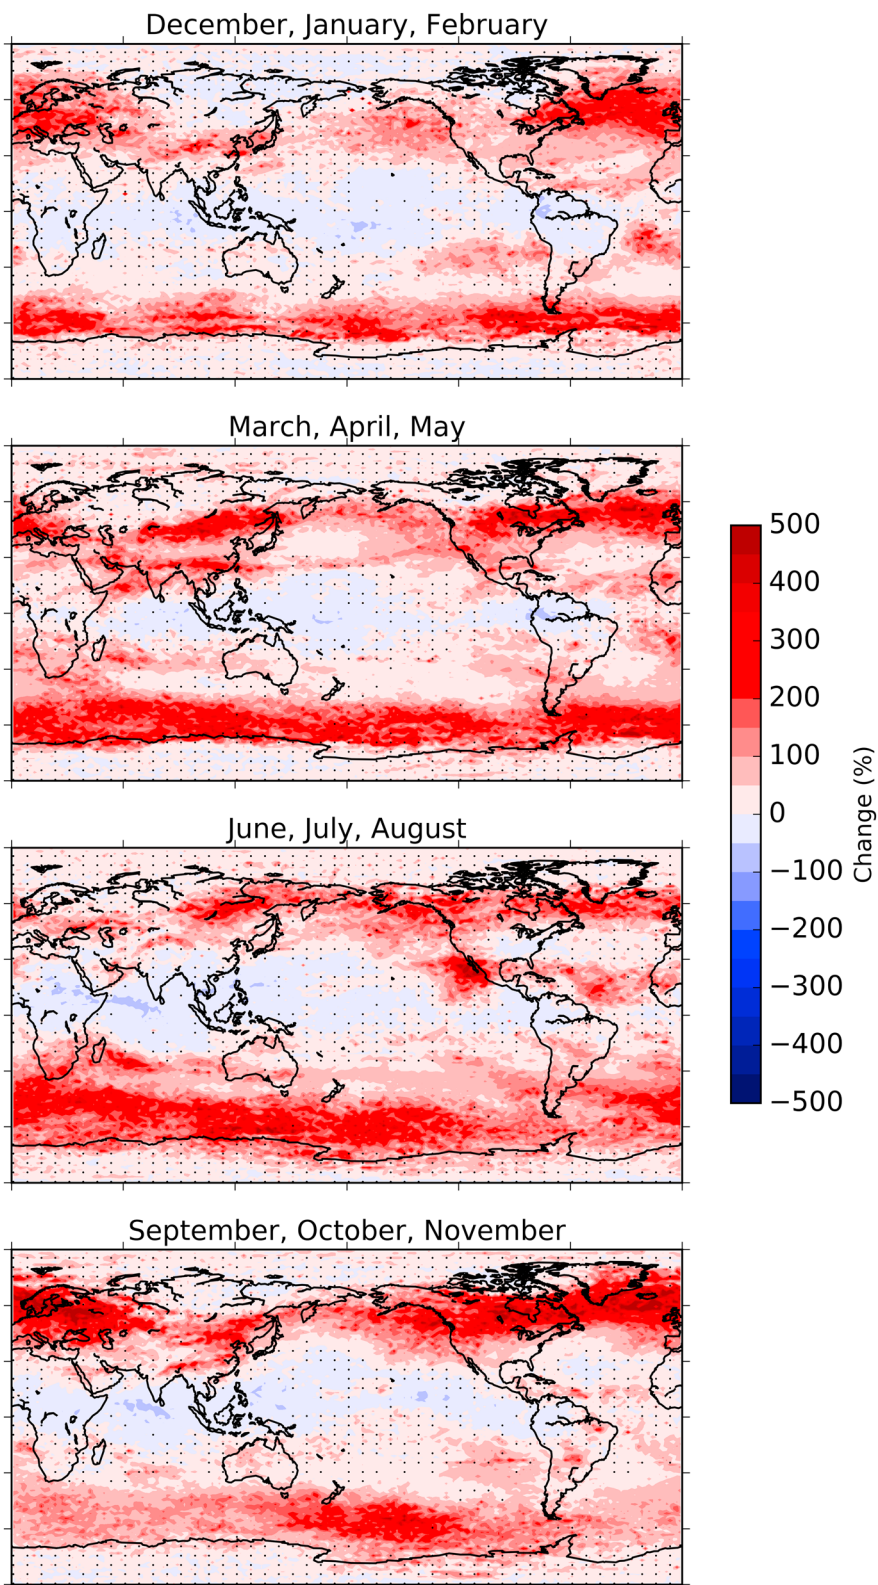 December, January, February
March, April, May
500
400
300
200
100
0
−100
−200
−300
−400
−500
Change (%)
June, July, August
September, October, November